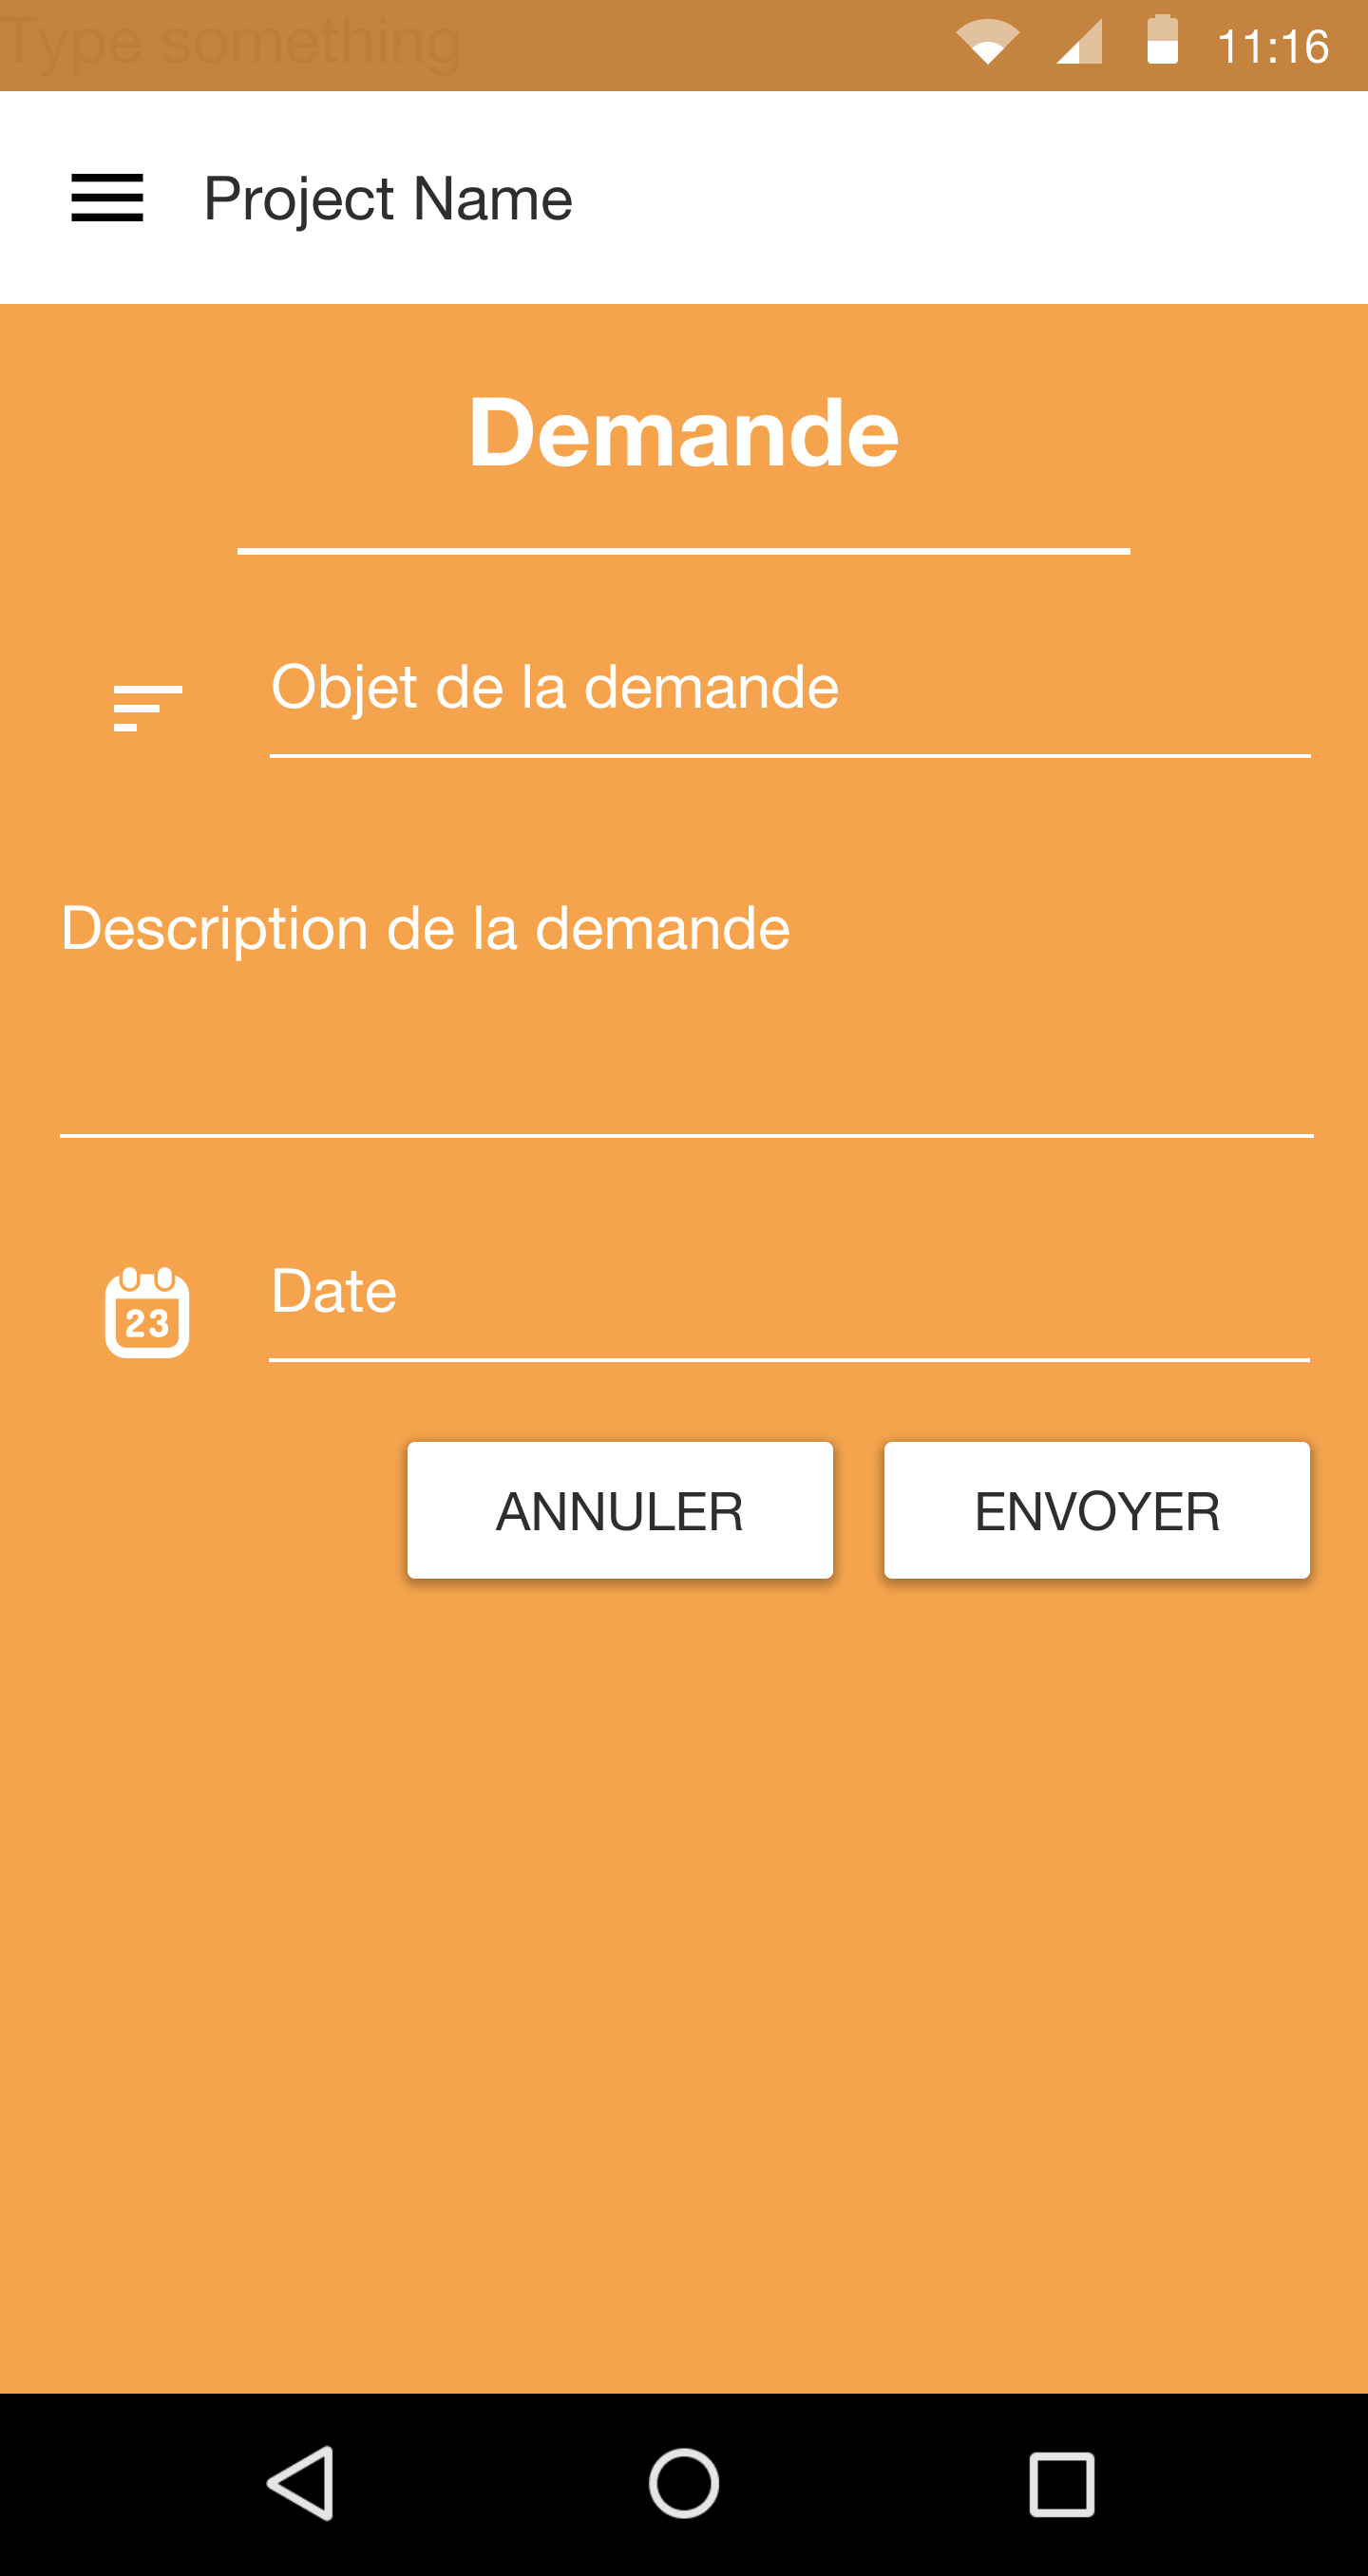 Type something
11:16
Project Name
Demande
Objet de la demande
Description de la demande
23
Date
ANNULER
ENVOYER